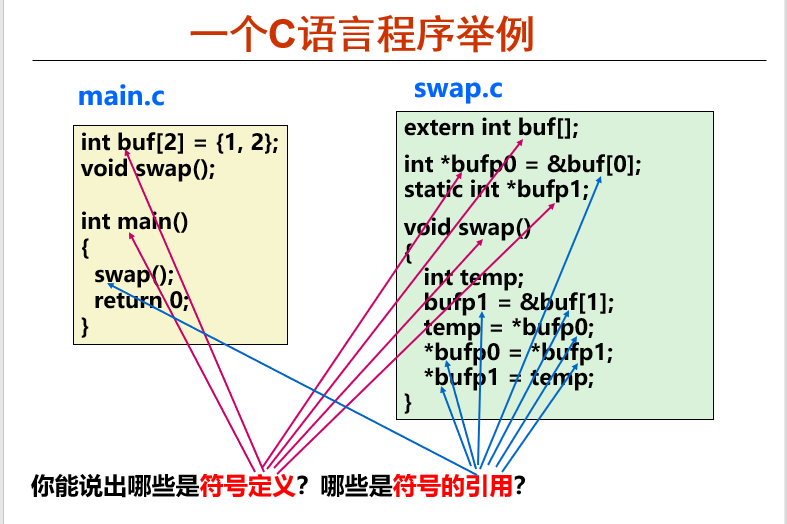 一个C语言程序举例
main.c
int buf[2] = {1, 2};
void swap();
int main()
{
swap();
return 0;
}
swap.c
extern int buf[];
int *bufp0 = &buf[0];
static int *bufp1;
void swap()
{
int temp;
bufp1 = &buf[1];
temp = *bufp0;
*bufp0 = *bufp1;
*bufp1 = temp;
}
你能说出哪些是符号定义？哪些是符号的引用？